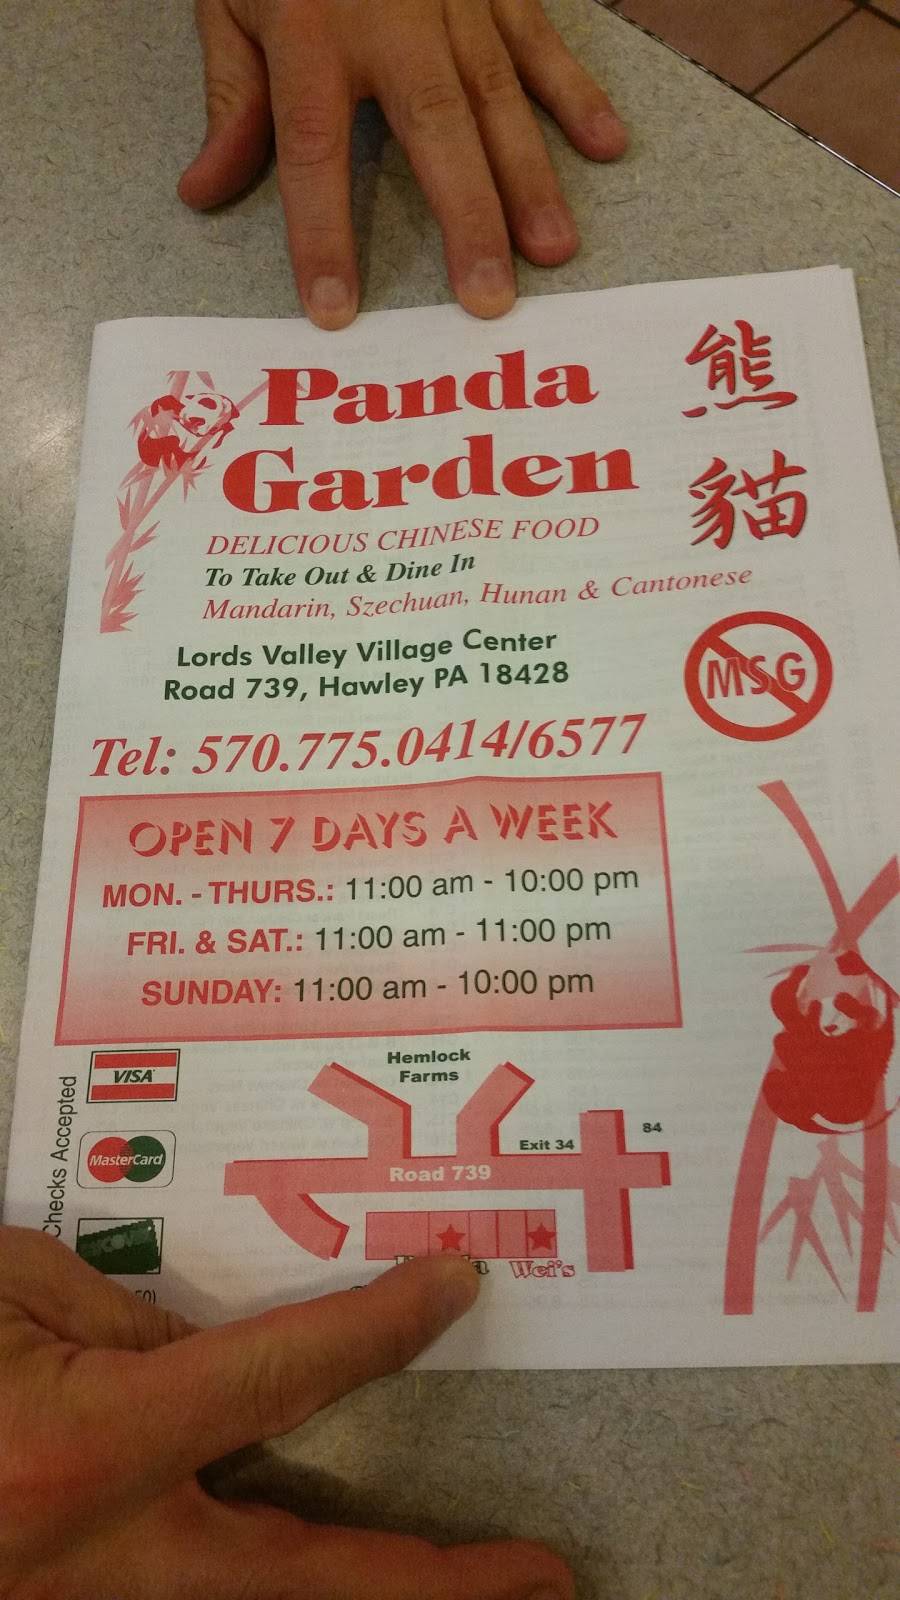 Panda
Garden
熊
貓
DELICIOUS CHINESE FOOD
To Take Out & Dine In
Mandarin, Szechuan, Hunan & Cantonese
Lords Valley Village Center
Road 739, Hawley PA 18428
MSG
Tel: 570.775.0414/6577
OPEN 7 DAYS A WEEK
MON. - THURS.: 11:00 am - 10:00 pm
FRI. & SAT.: 11:00 am - 11:00 pm
SUNDAY: 11:00 am - 10:00 pm
Checks Accepted
VISA
MasterCard
Hemlock
Farms
Exit 34
84
Road 739
Wei's